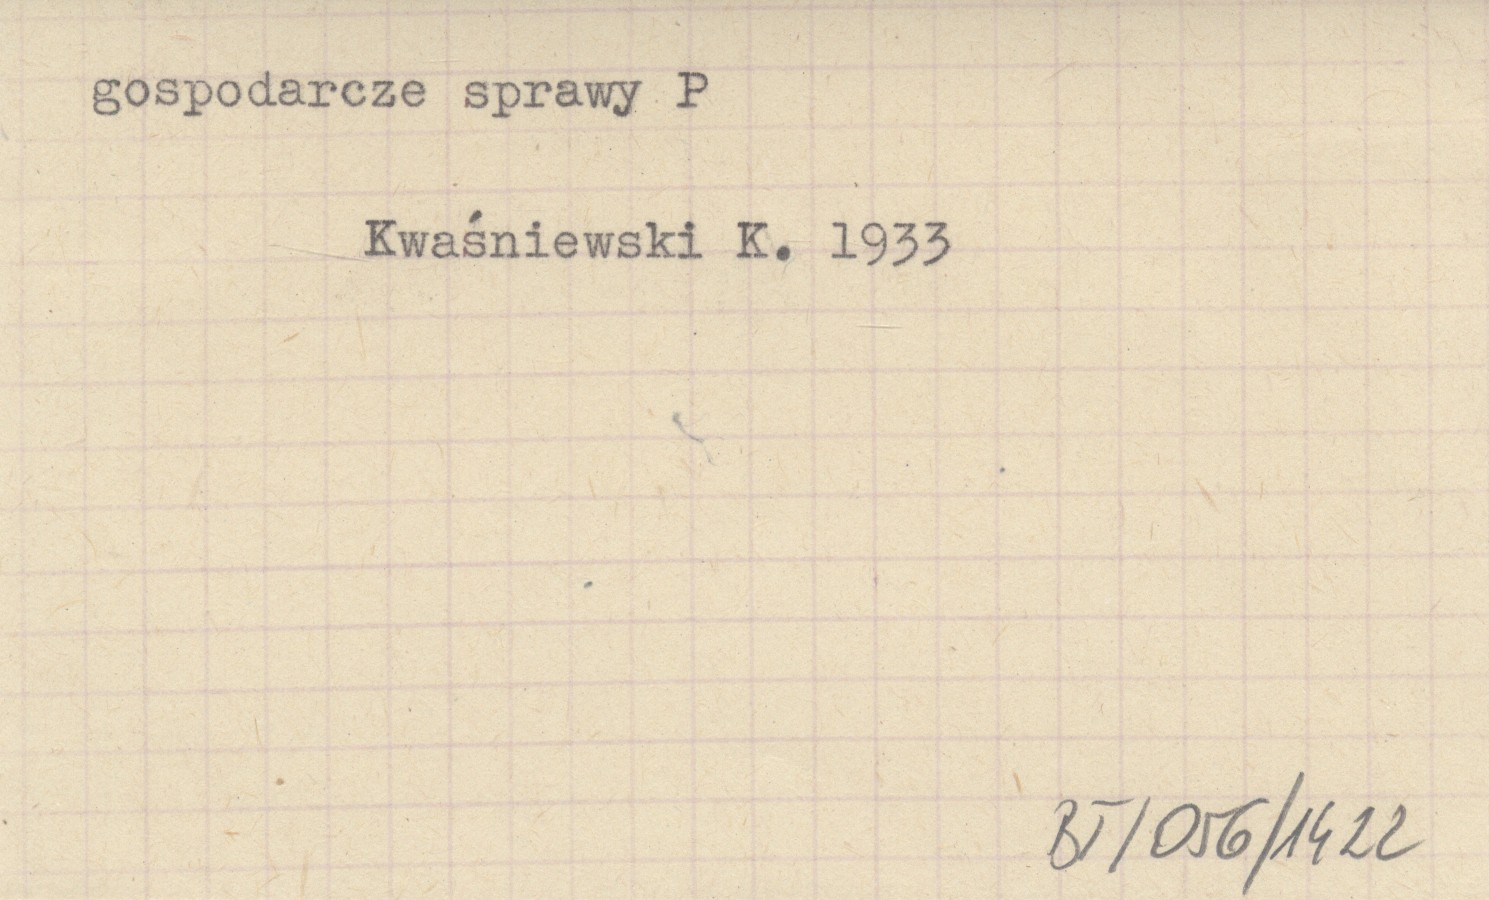 gospodarcze sprawy P
Kwaśniewski K. 1933
BT/056/1422